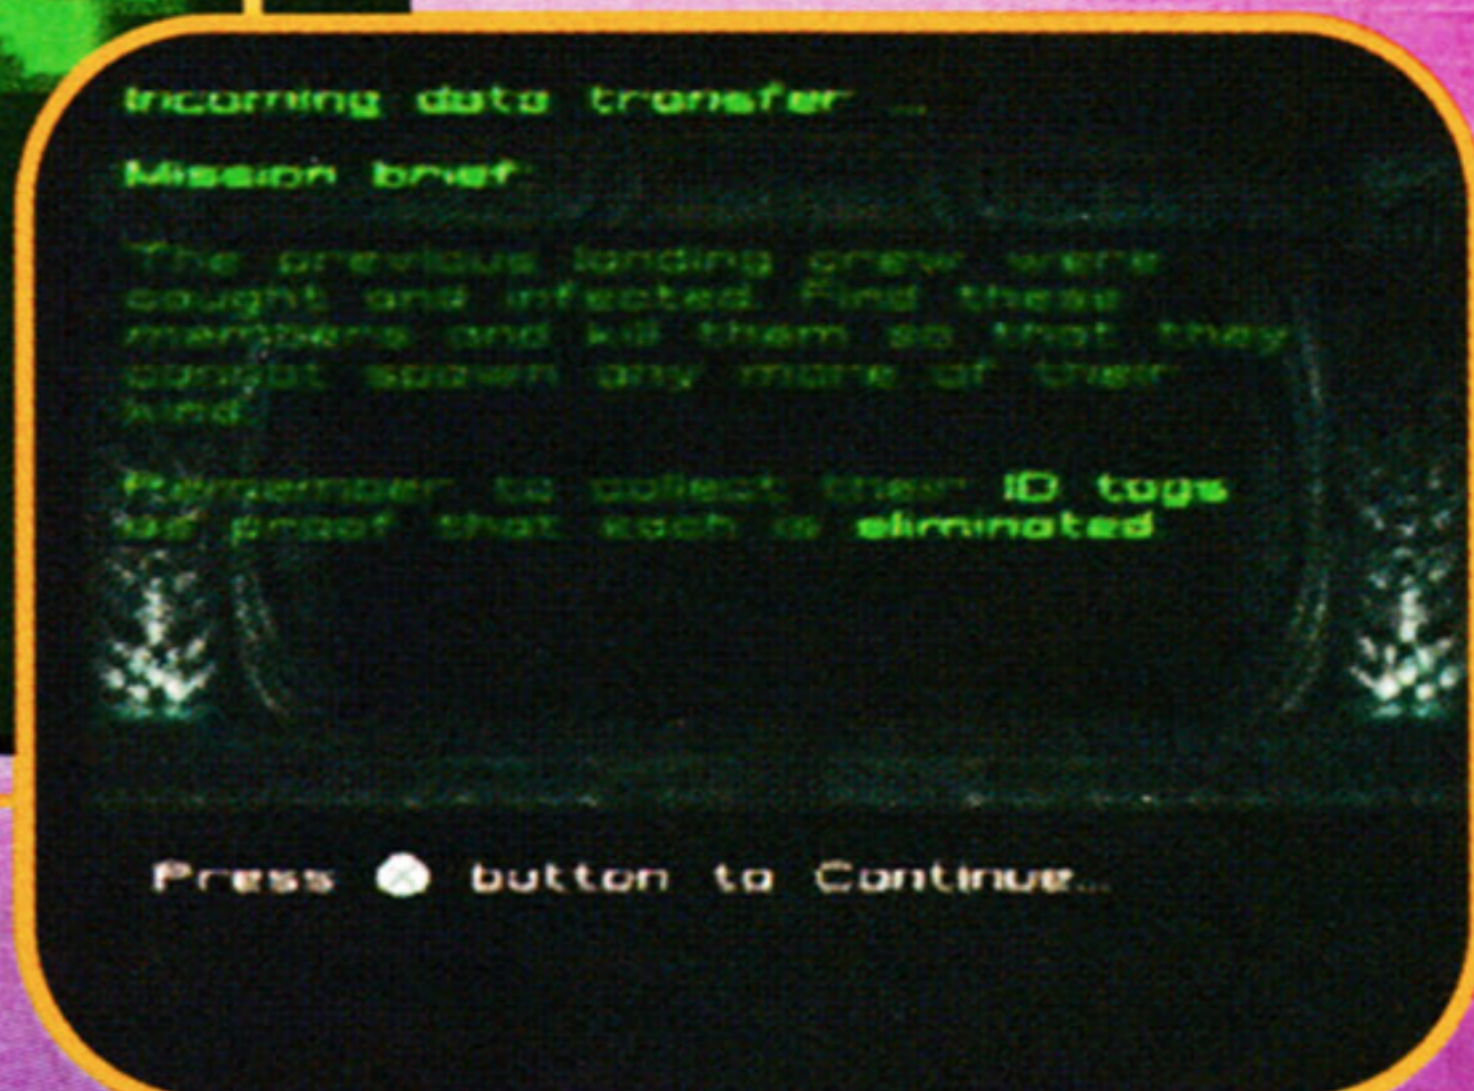 Incoming data transfer ...
Mission brief
The previous landing crew were
caught and infected. Find these
members and kill them so that they
cannot spawn any more of their
kind.
Remember to collect their ID tags
as proof that each is eliminated
Press ⓧ button to Continue...